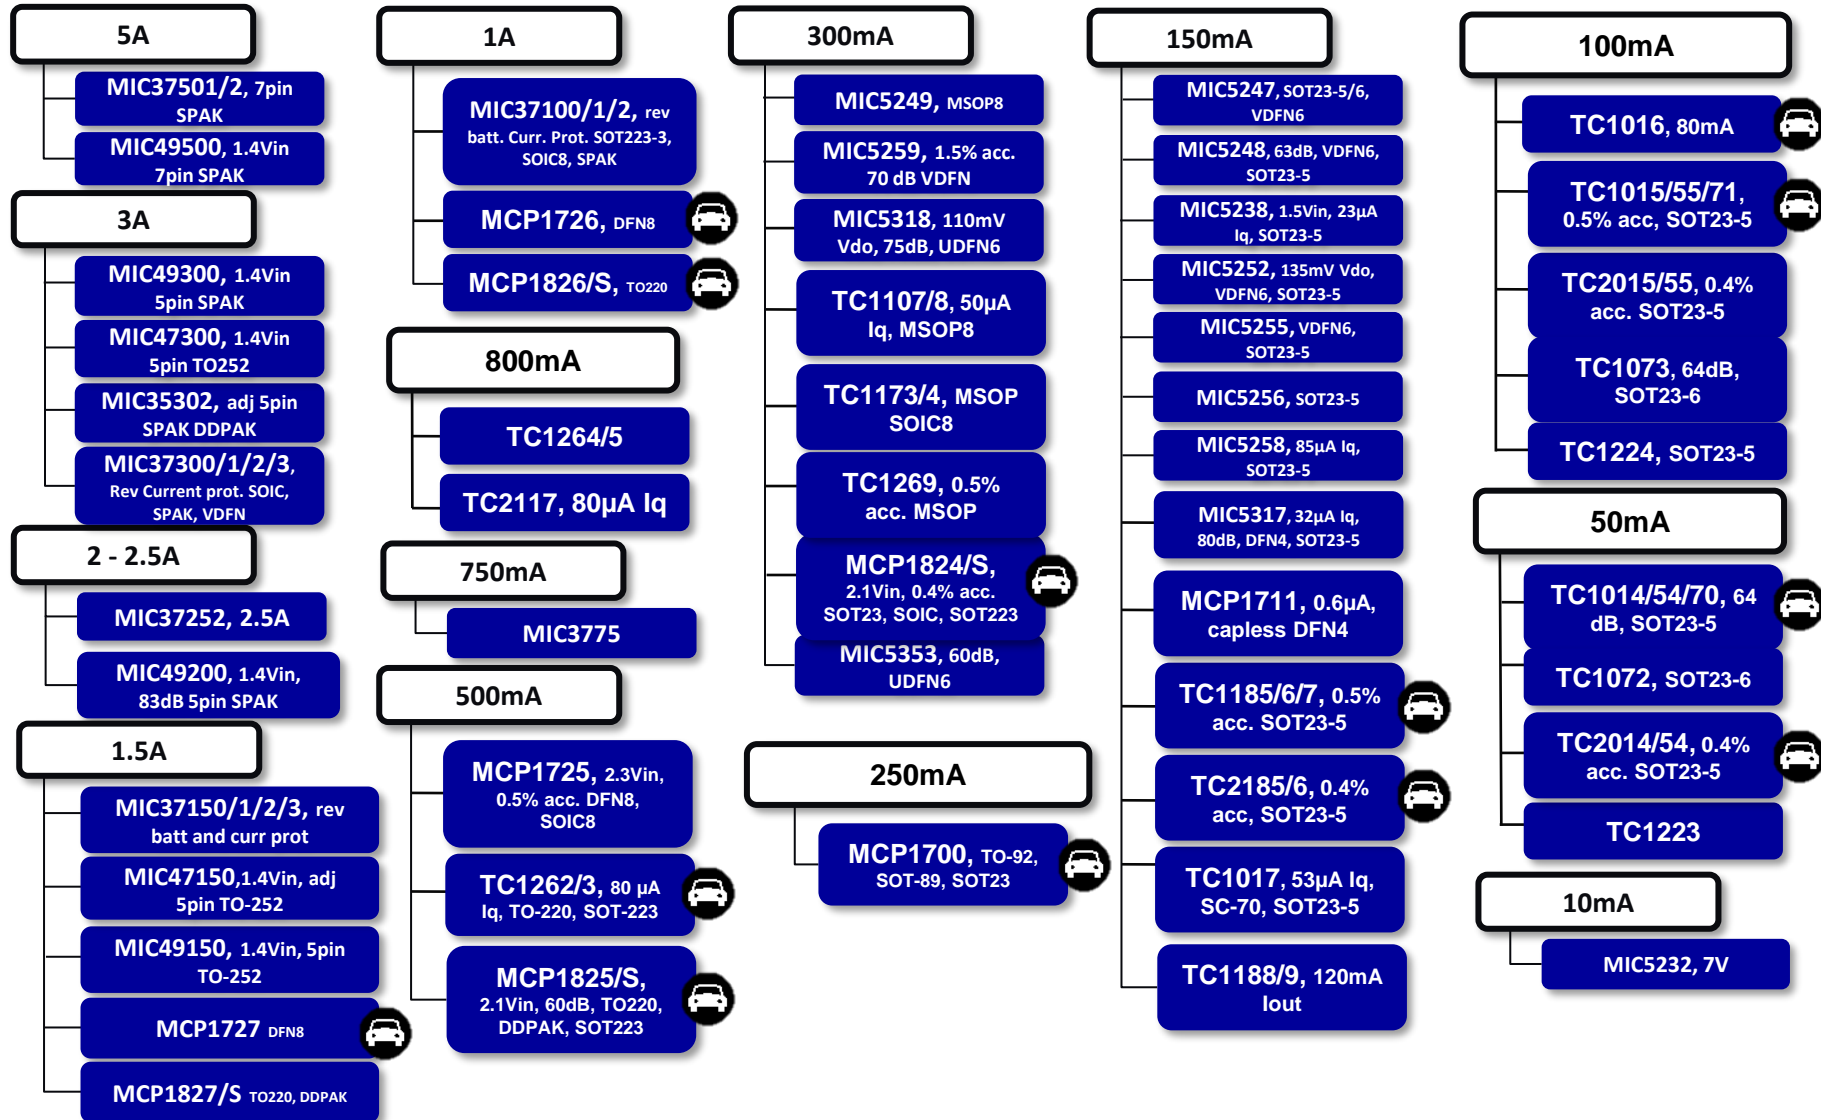 5A
MIC37501/2, 7pin
SPAK
MIC49500, 1.4Vin
7pin SPAK
3A
MIC49300, 1.4Vin
5pin SPAK
MIC47300, 1.4Vin
5pin TO252
MIC35302, adj 5pin
SPAK DDPAK
MIC37300/1/2/3,
Rev Current prot. SOIC,
SPAK, VDFN
2 - 2.5A
MIC37252, 2.5A
MIC49200, 1.4Vin,
83dB 5pin SPAK
1.5A
MIC37150/1/2/3, rev
batt and curr prot
MIC47150,1.4Vin, adj
5pin TO-252
MIC49150, 1.4Vin, 5pin
TO-252
MCP1727 DFN8
MCP1827/S TO220, DDPAK
1A
MIC37100/1/2, rev
batt. Curr. Prot. SOT223-3,
SOIC8, SPAK
MCP1726, DFN8
MCP1826/S, TO220
800mA
TC1264/5
TC2117, 80µA Iq
750mA
MIC3775
500mA
MCP1725, 2.3Vin,
0.5% acc. DFN8,
SOIC8
TC1262/3, 80 µA
Iq, TO-220, SOT-223
MCP1825/S,
2.1Vin, 60dB, TO220,
DDPAK, SOT223
300mA
MIC5249, MSOP8
MIC5259, 1.5% acc.
70 dB VDFN
MIC5318, 110mV
Vdo, 75dB, UDFN6
TC1107/8, 50µA
Iq, MSOP8
TC1173/4, MSOP
SOIC8
TC1269, 0.5%
acc. MSOP
MCP1824/S,
2.1Vin, 0.4% acc.
SOT23, SOIC, SOT223
MIC5353, 60dB,
UDFN6
250mA
MCP1700, TO-92,
SOT-89, SOT23
150mA
MIC5247, SOT23-5/6,
VDFN6
MIC5248, 63dB, VDFN6,
SOT23-5
MIC5238, 1.5Vin, 23µA
Iq, SOT23-5
MIC5252, 135mV Vdo,
VDFN6, SOT23-5
MIC5255, VDFN6,
SOT23-5
MIC5256, SOT23-5
MIC5258, 85µA Iq,
SOT23-5
MIC5317, 32µA Iq,
80dB, DFN4, SOT23-5
MCP1711, 0.6µA,
capless DFN4
TC1185/6/7, 0.5%
acc. SOT23-5
TC2185/6, 0.4%
acc, SOT23-5
TC1017, 53µA Iq,
SC-70, SOT23-5
TC1188/9, 120mA
Iout
100mA
TC1016, 80mA
TC1015/55/71,
0.5% acc, SOT23-5
TC2015/55, 0.4%
acc. SOT23-5
TC1073, 64dB,
SOT23-6
TC1224, SOT23-5
50mA
TC1014/54/70, 64
dB, SOT23-5
TC1072, SOT23-6
TC2014/54, 0.4%
acc. SOT23-5
TC1223
10mA
MIC5232, 7V